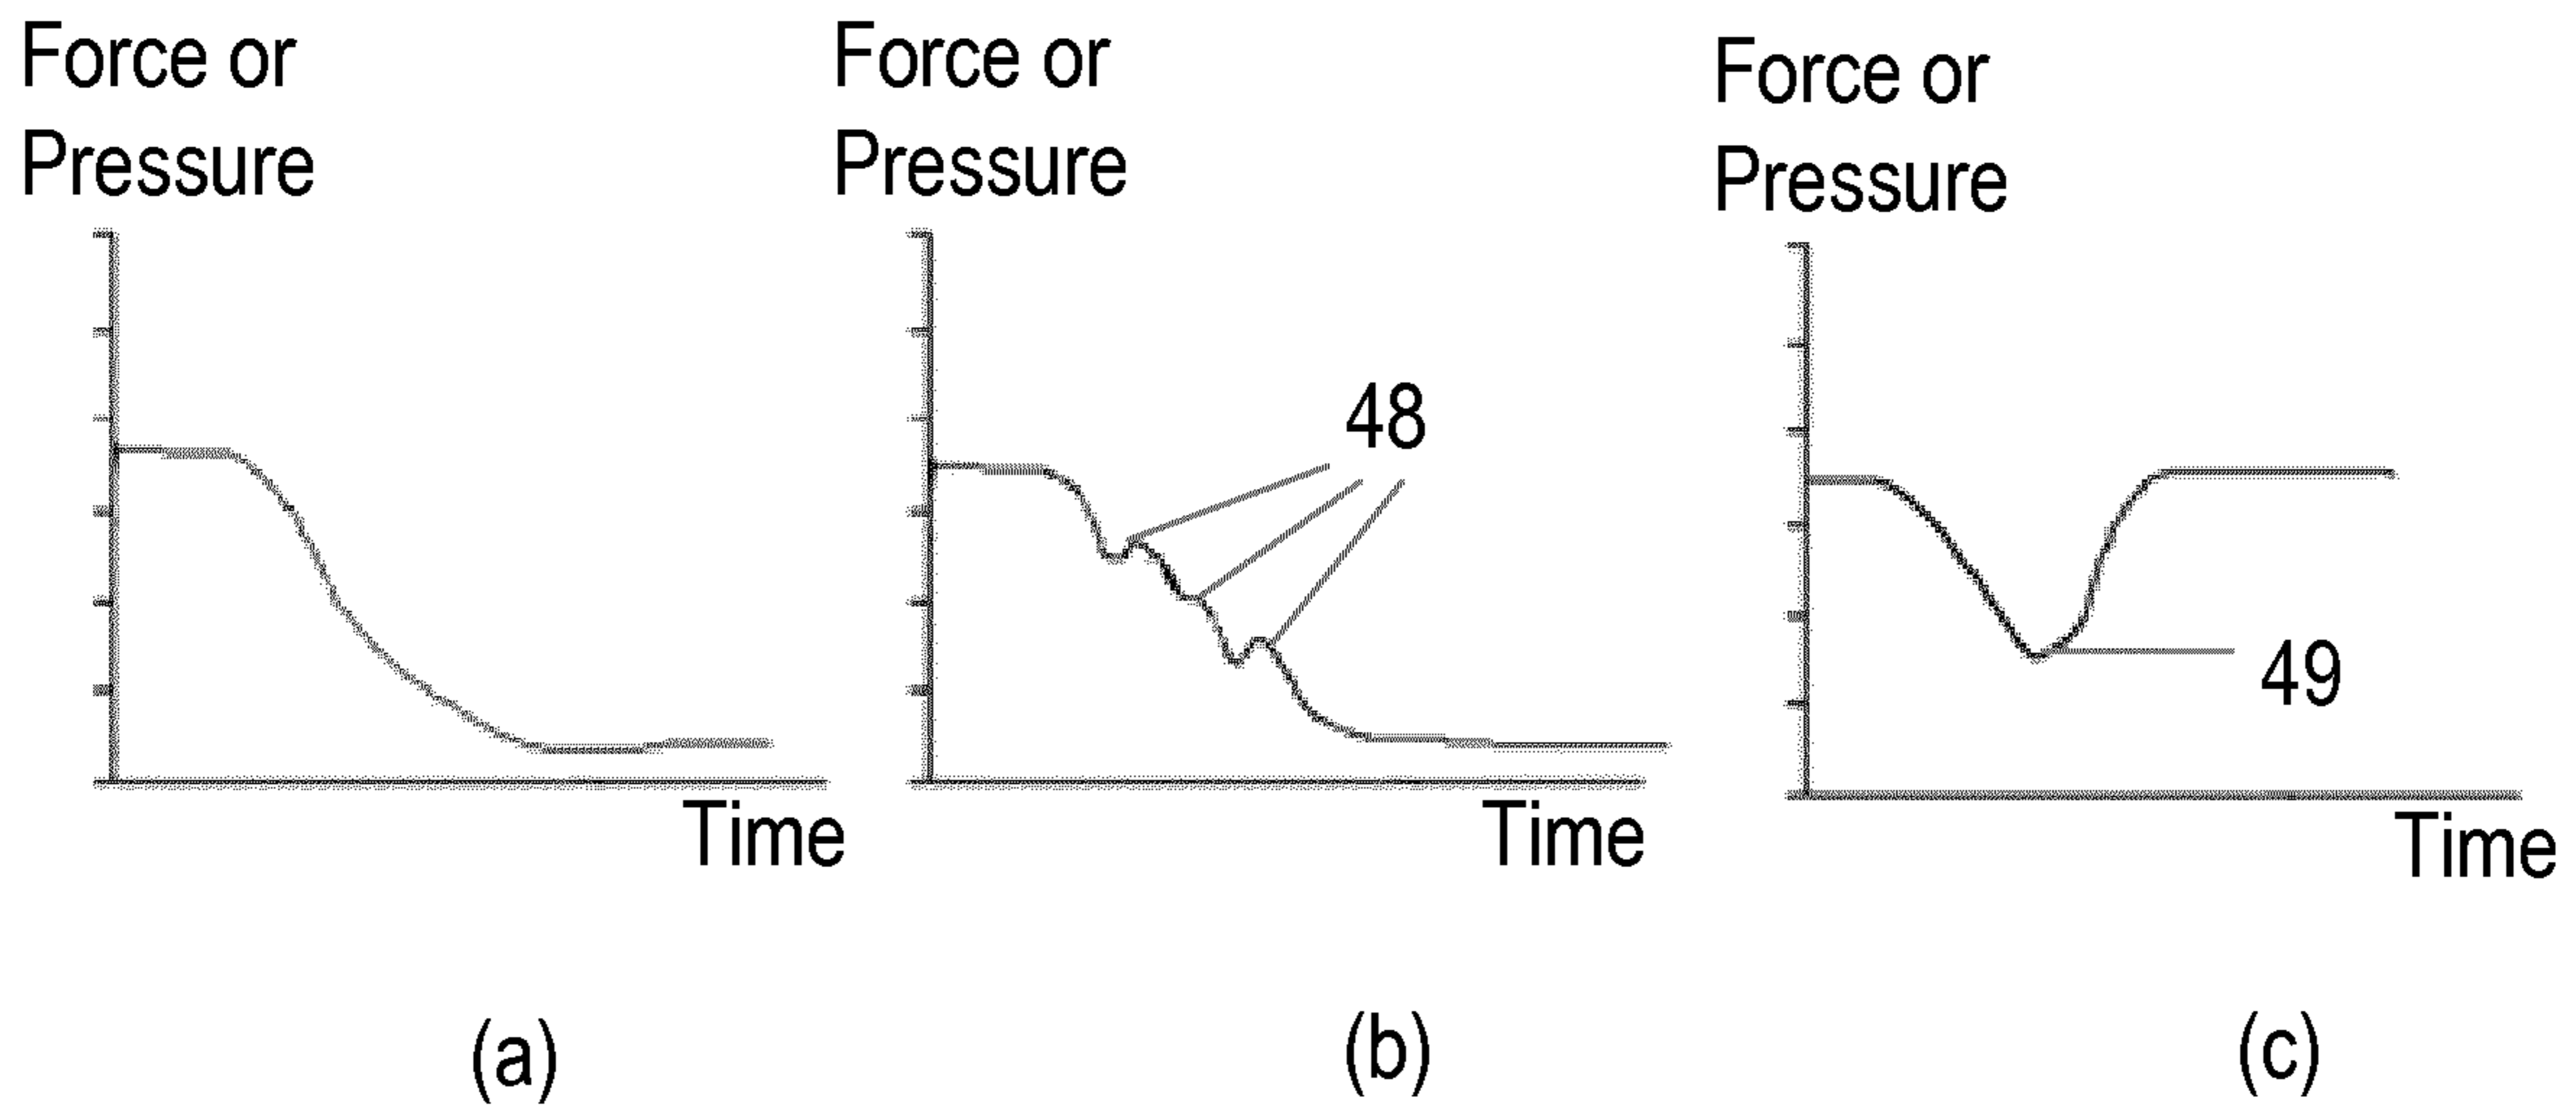 Force or
Pressure
Time
(a)
Force or
Pressure
48
Time
(b)
Force or
Pressure
49
Time
(c)